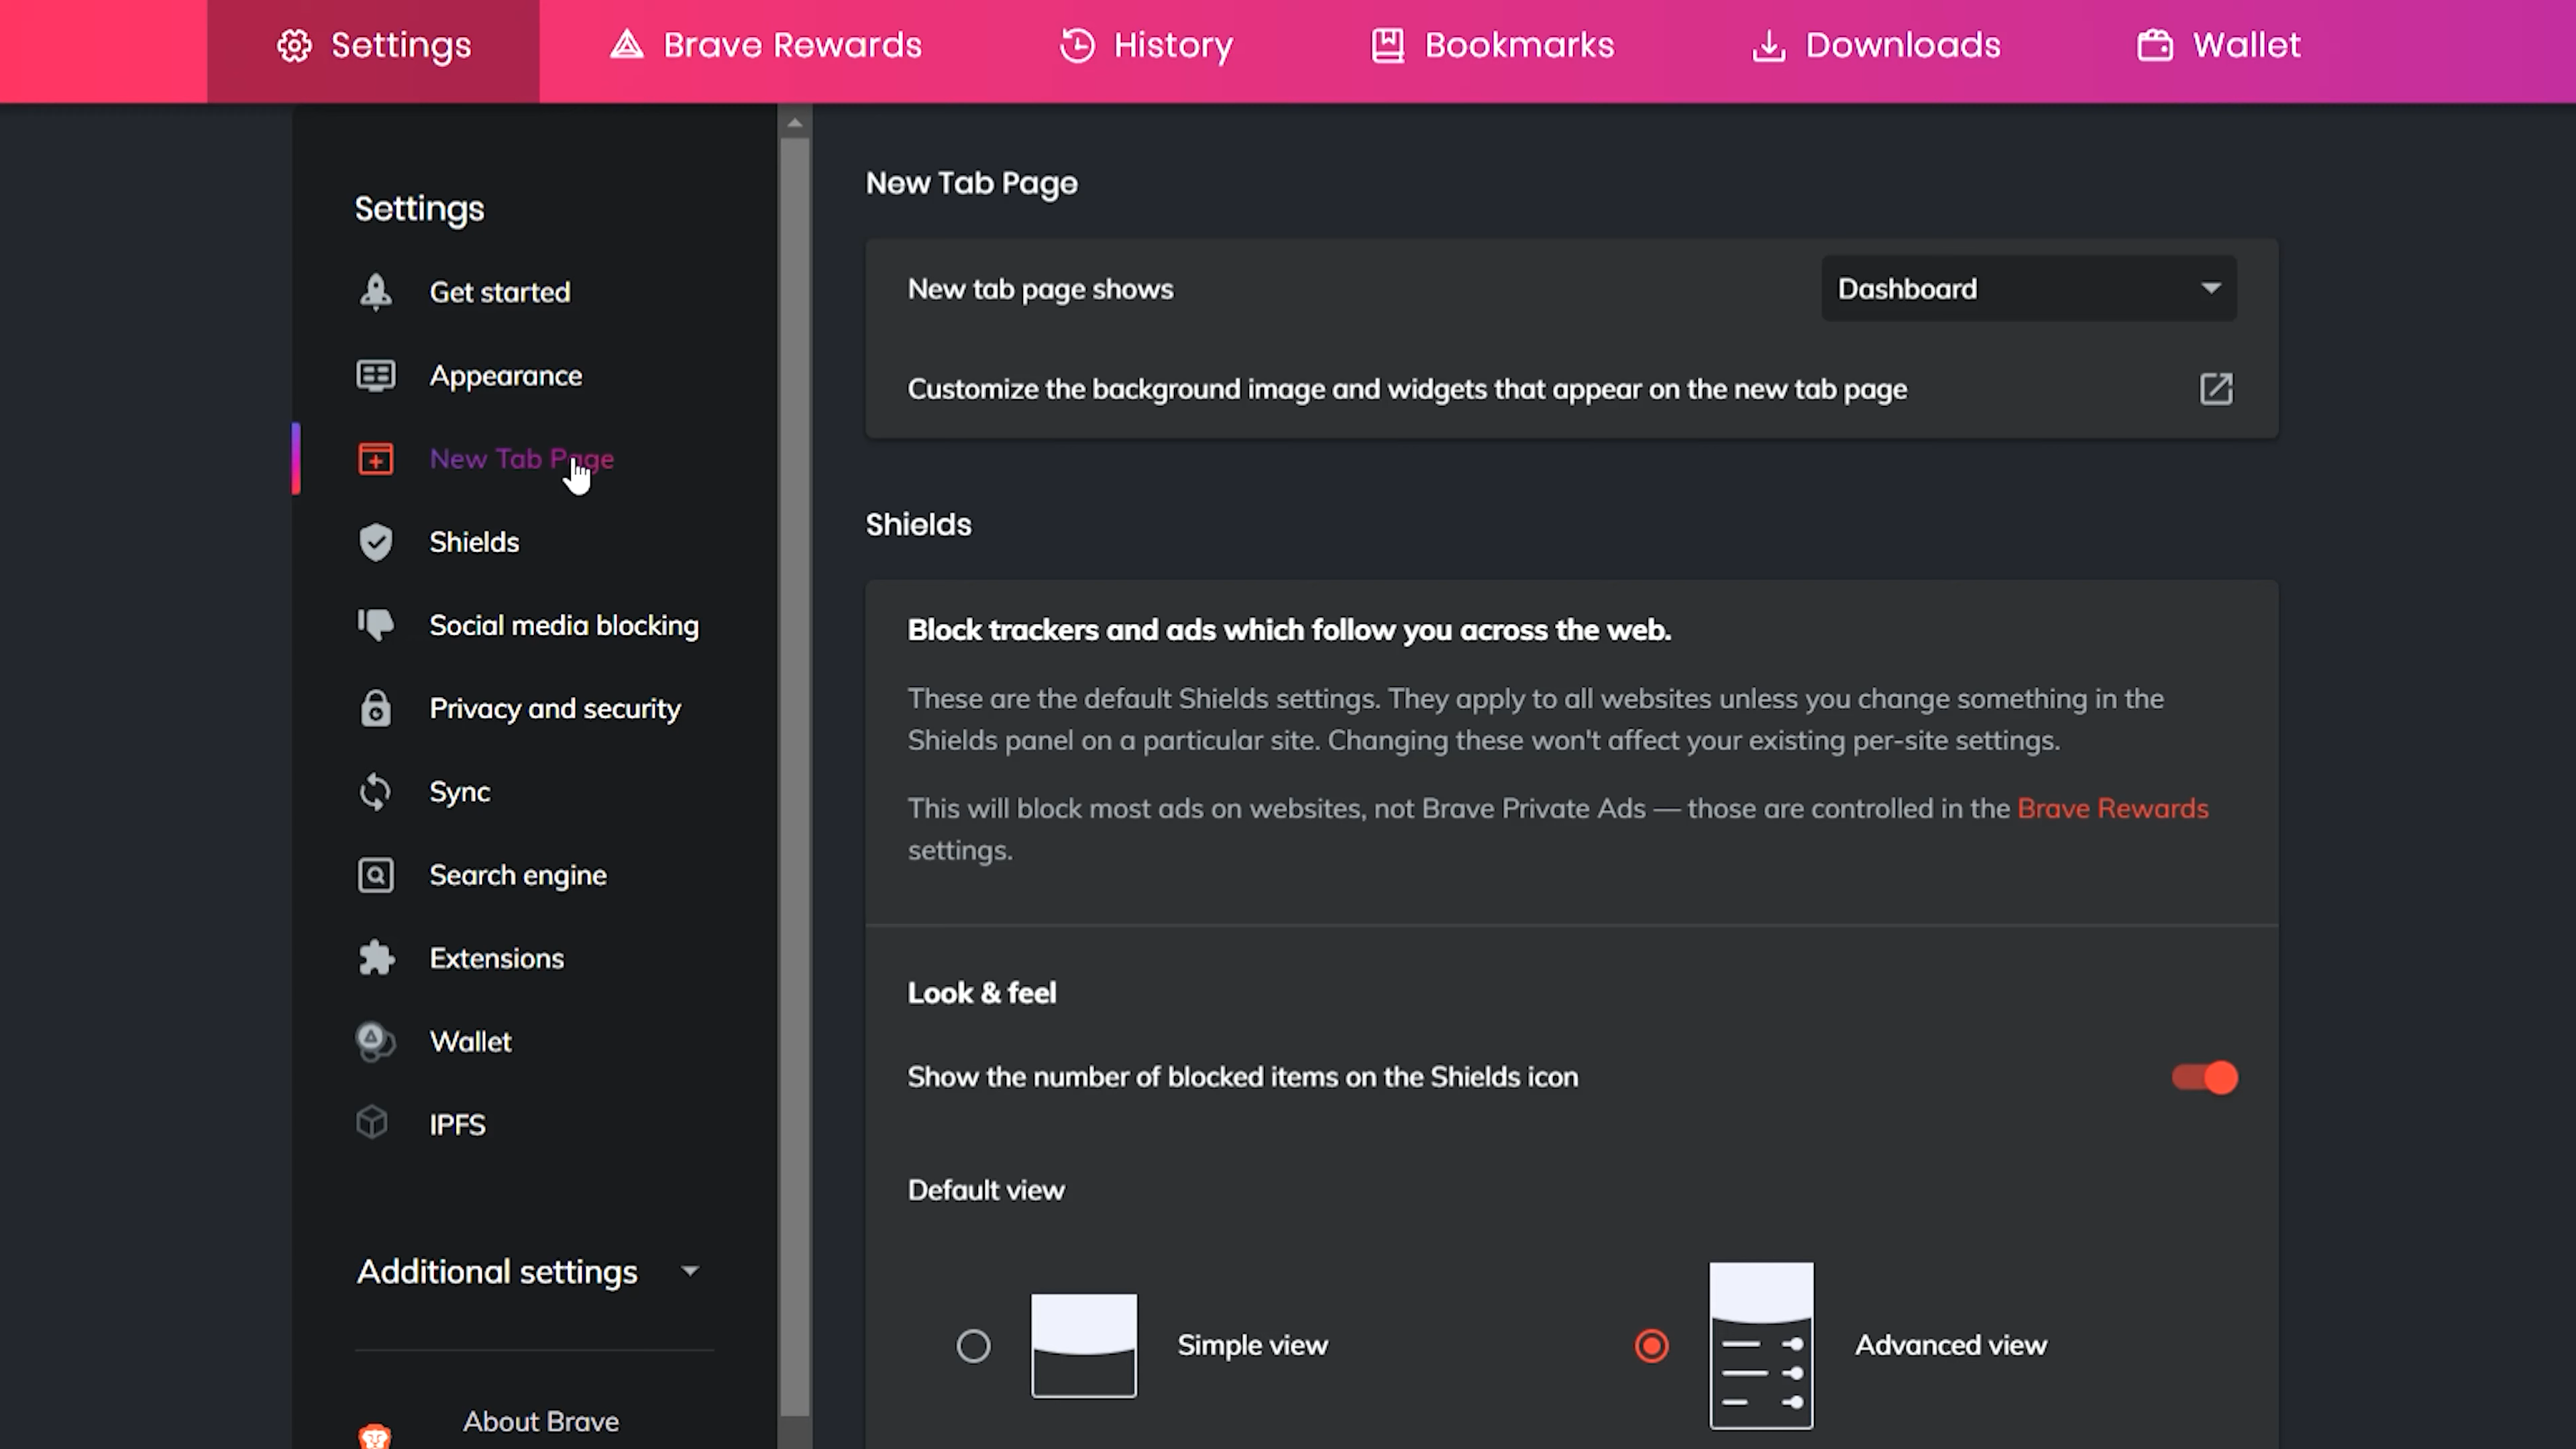 Settings
Brave Rewards
History
Bookmarks
Downloads
Wallet
Settings
Get started
Appearance
New Tab Page
Shields
Social media blocking
Privacy and security
Sync
Search engine
Extensions
Wallet
IPFS
Additional settings
About Brave
New Tab Page
New tab page shows
Dashboard
Customize the background image and widgets that appear on the new tab page
Shields
Block trackers and ads which follow you across the web.
These are the default Shields settings. They apply to all websites unless you change something in the
Shields panel on a particular site. Changing these won't affect your existing per-site settings.
This will block most ads on websites, not Brave Private Ads — those are controlled in the Brave Rewards
settings.
Look & feel
Show the number of blocked items on the Shields icon
Default view
Simple view
Advanced view